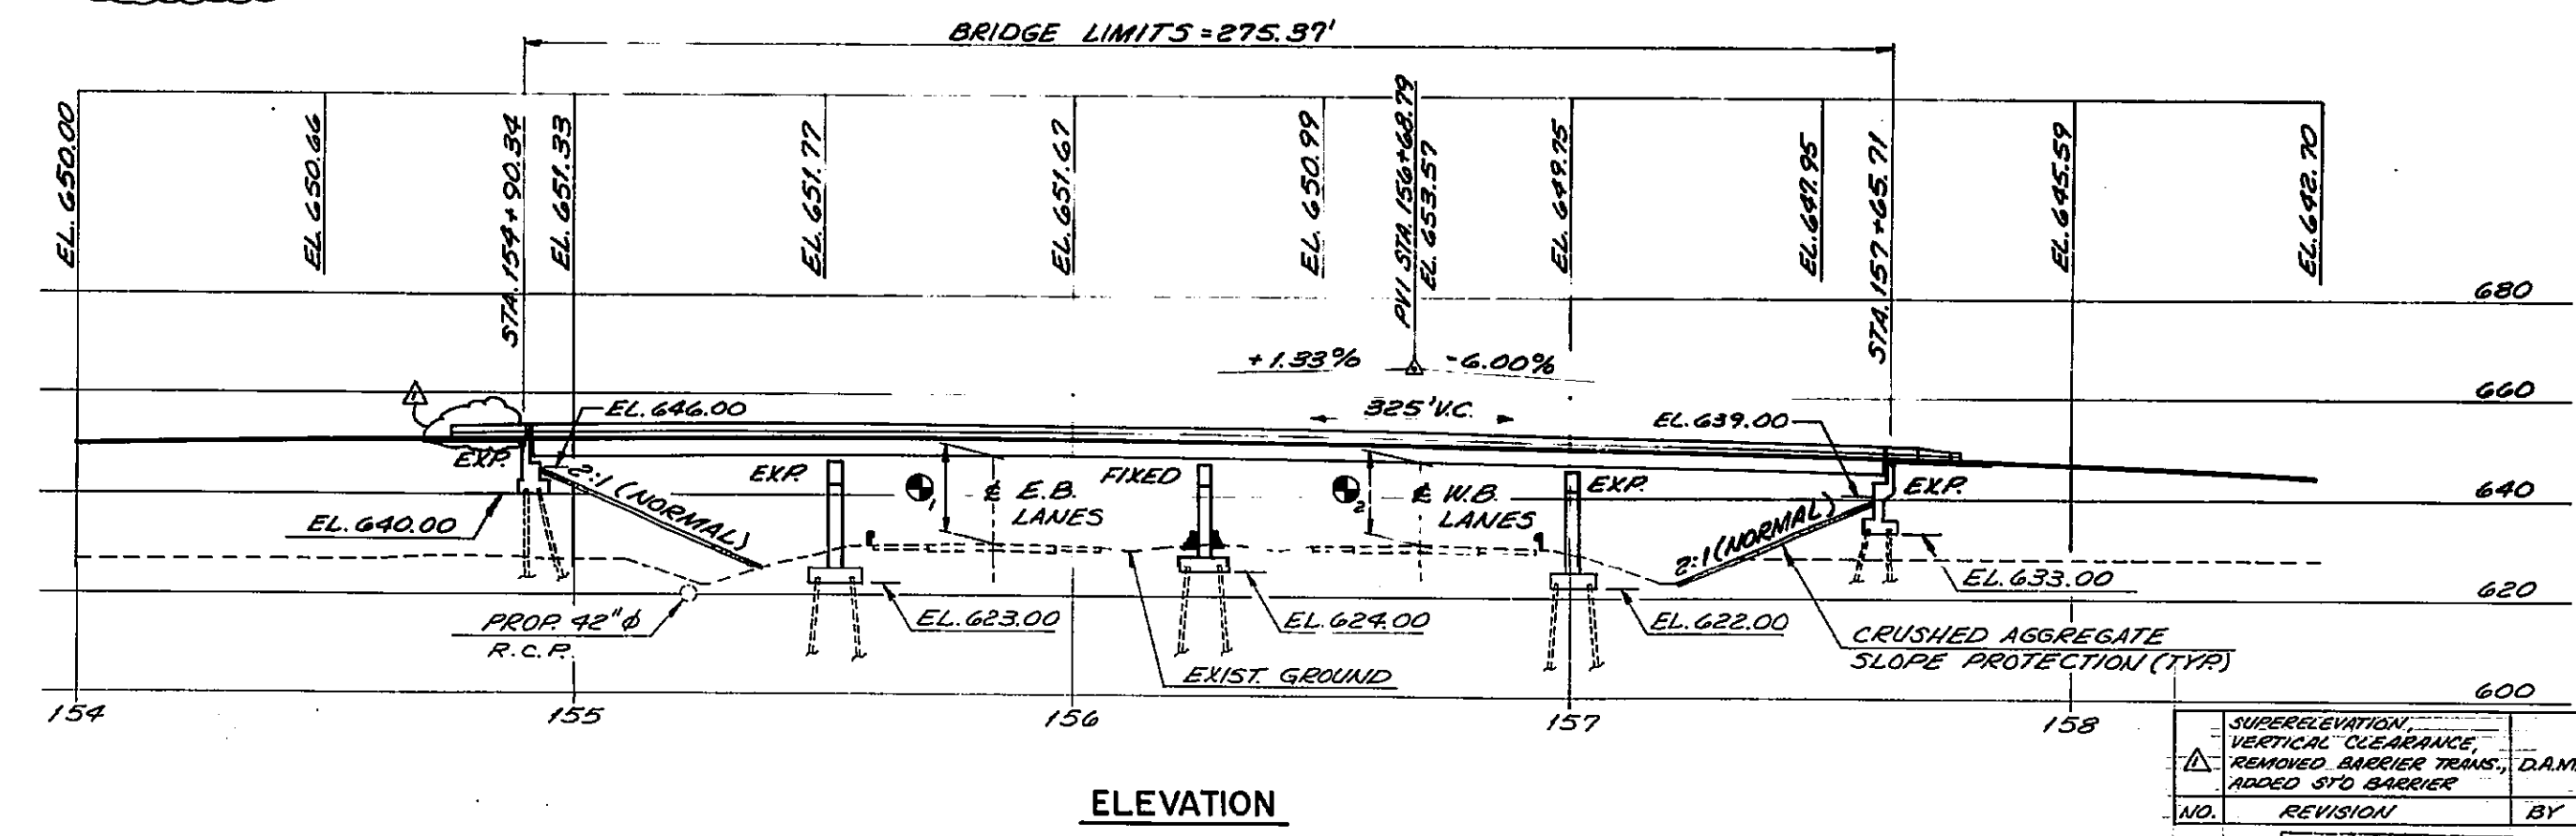 BRIDGE LIMITS = 275.37'
EL. 650.00
EL. 650.66
STA. 154+90.34
EL. 651.33
EL. 651.77
EL. 651.67
EL. 650.99
PVI STA. 156+68.79
EL. 653.57
EL. 649.75
EL. 647.95
STA. 157+65.71
EL. 645.59
EL. 642.70
680
+1.33%
-6.00%
660
1
EL. 646.00
325' V.C.
EL. 639.00
EXP.
2:1 (NORMAL)
EXP.
1
℄ E.B.
LANES
FIXED
2
℄ W.B.
LANES
EXP.
2:1 (NORMAL)
EXP.
640
EL. 640.00
EL. 633.00
620
PROP. 42" ϕ
R.C.P.
EL. 623.00
EL. 624.00
EL. 622.00
CRUSHED AGGREGATE
SLOPE PROTECTION (TYP.)
EXIST. GROUND
600
154
155
156
157
158
ELEVATION
1
SUPERELEVATION,
VERTICAL CLEARANCE,
REMOVED BARRIER TRANS.,
ADDED ST'D BARRIER
D.A.M.
NO.
REVISION
BY